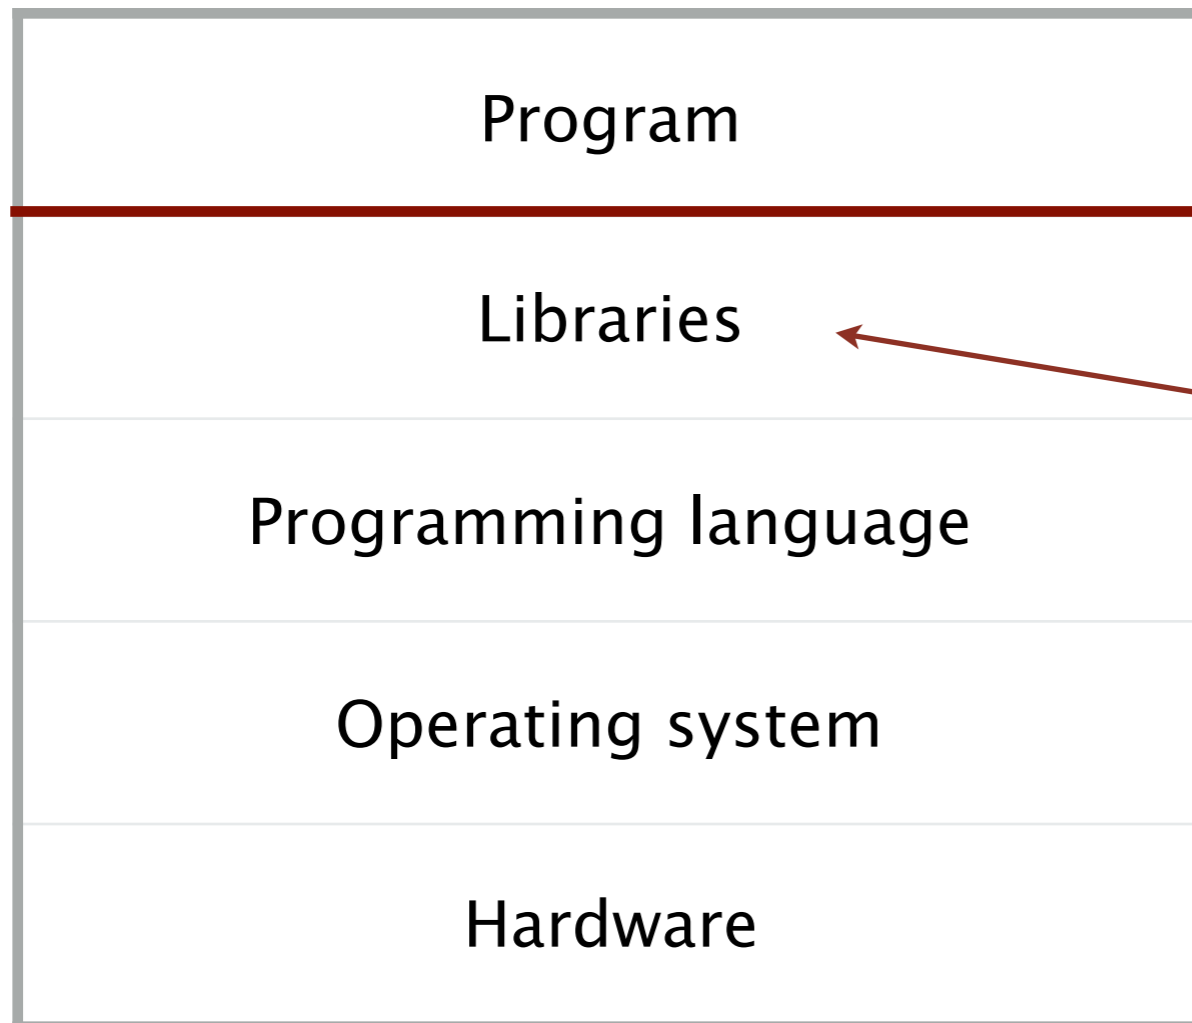 Program
Libraries
Programming language
Operating system
Hardware